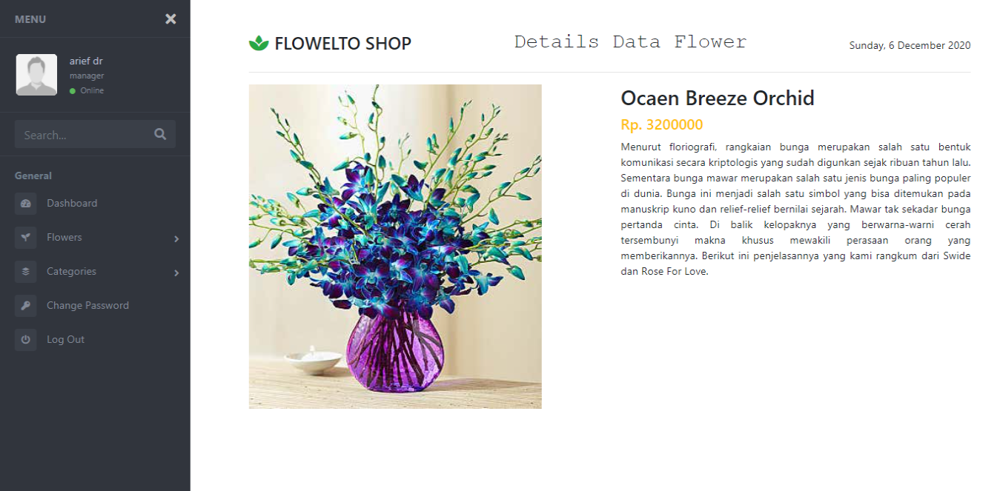 MENU
arief dr
manager
Online
Search...
General
Dashboard
Flowers
Categories
Change Password
Log Out
FLOWELTO SHOP
Details Data Flower
Sunday, 6 December 2020
Ocaen Breeze Orchid
Rp. 3200000
Menurut floriografi, rangkaian bunga merupakan salah satu bentuk
komunikasi secara kriptologis yang sudah digunkan sejak ribuan tahun lalu.
Sementara bunga mawar merupakan salah satu jenis bunga paling populer
di dunia. Bunga ini menjadi salah satu simbol yang bisa ditemukan pada
manuskrip kuno dan relief-relief bernilai sejarah. Mawar tak sekadar bunga
pertanda cinta. Di balik kelopaknya yang berwarna-warni cerah
tersembunyi makna khusus mewakili perasaan orang yang
memberikannya. Berikut ini penjelasannya yang kami rangkum dari Swide
dan Rose For Love.